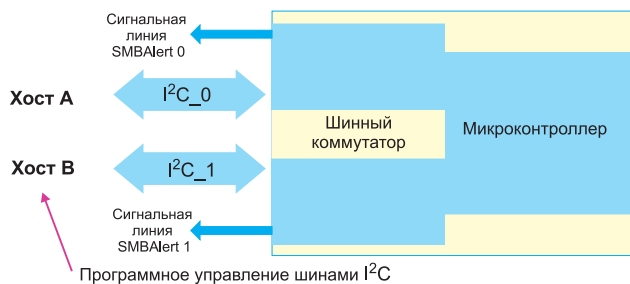 Сигнальная
линия
SMBAlert 0
Хост A
I²C_0
Шинный
коммутатор
Микроконтроллер
Хост B
I²C_1
Сигнальная
линия
SMBAlert 1
Программное управление шинами I²C